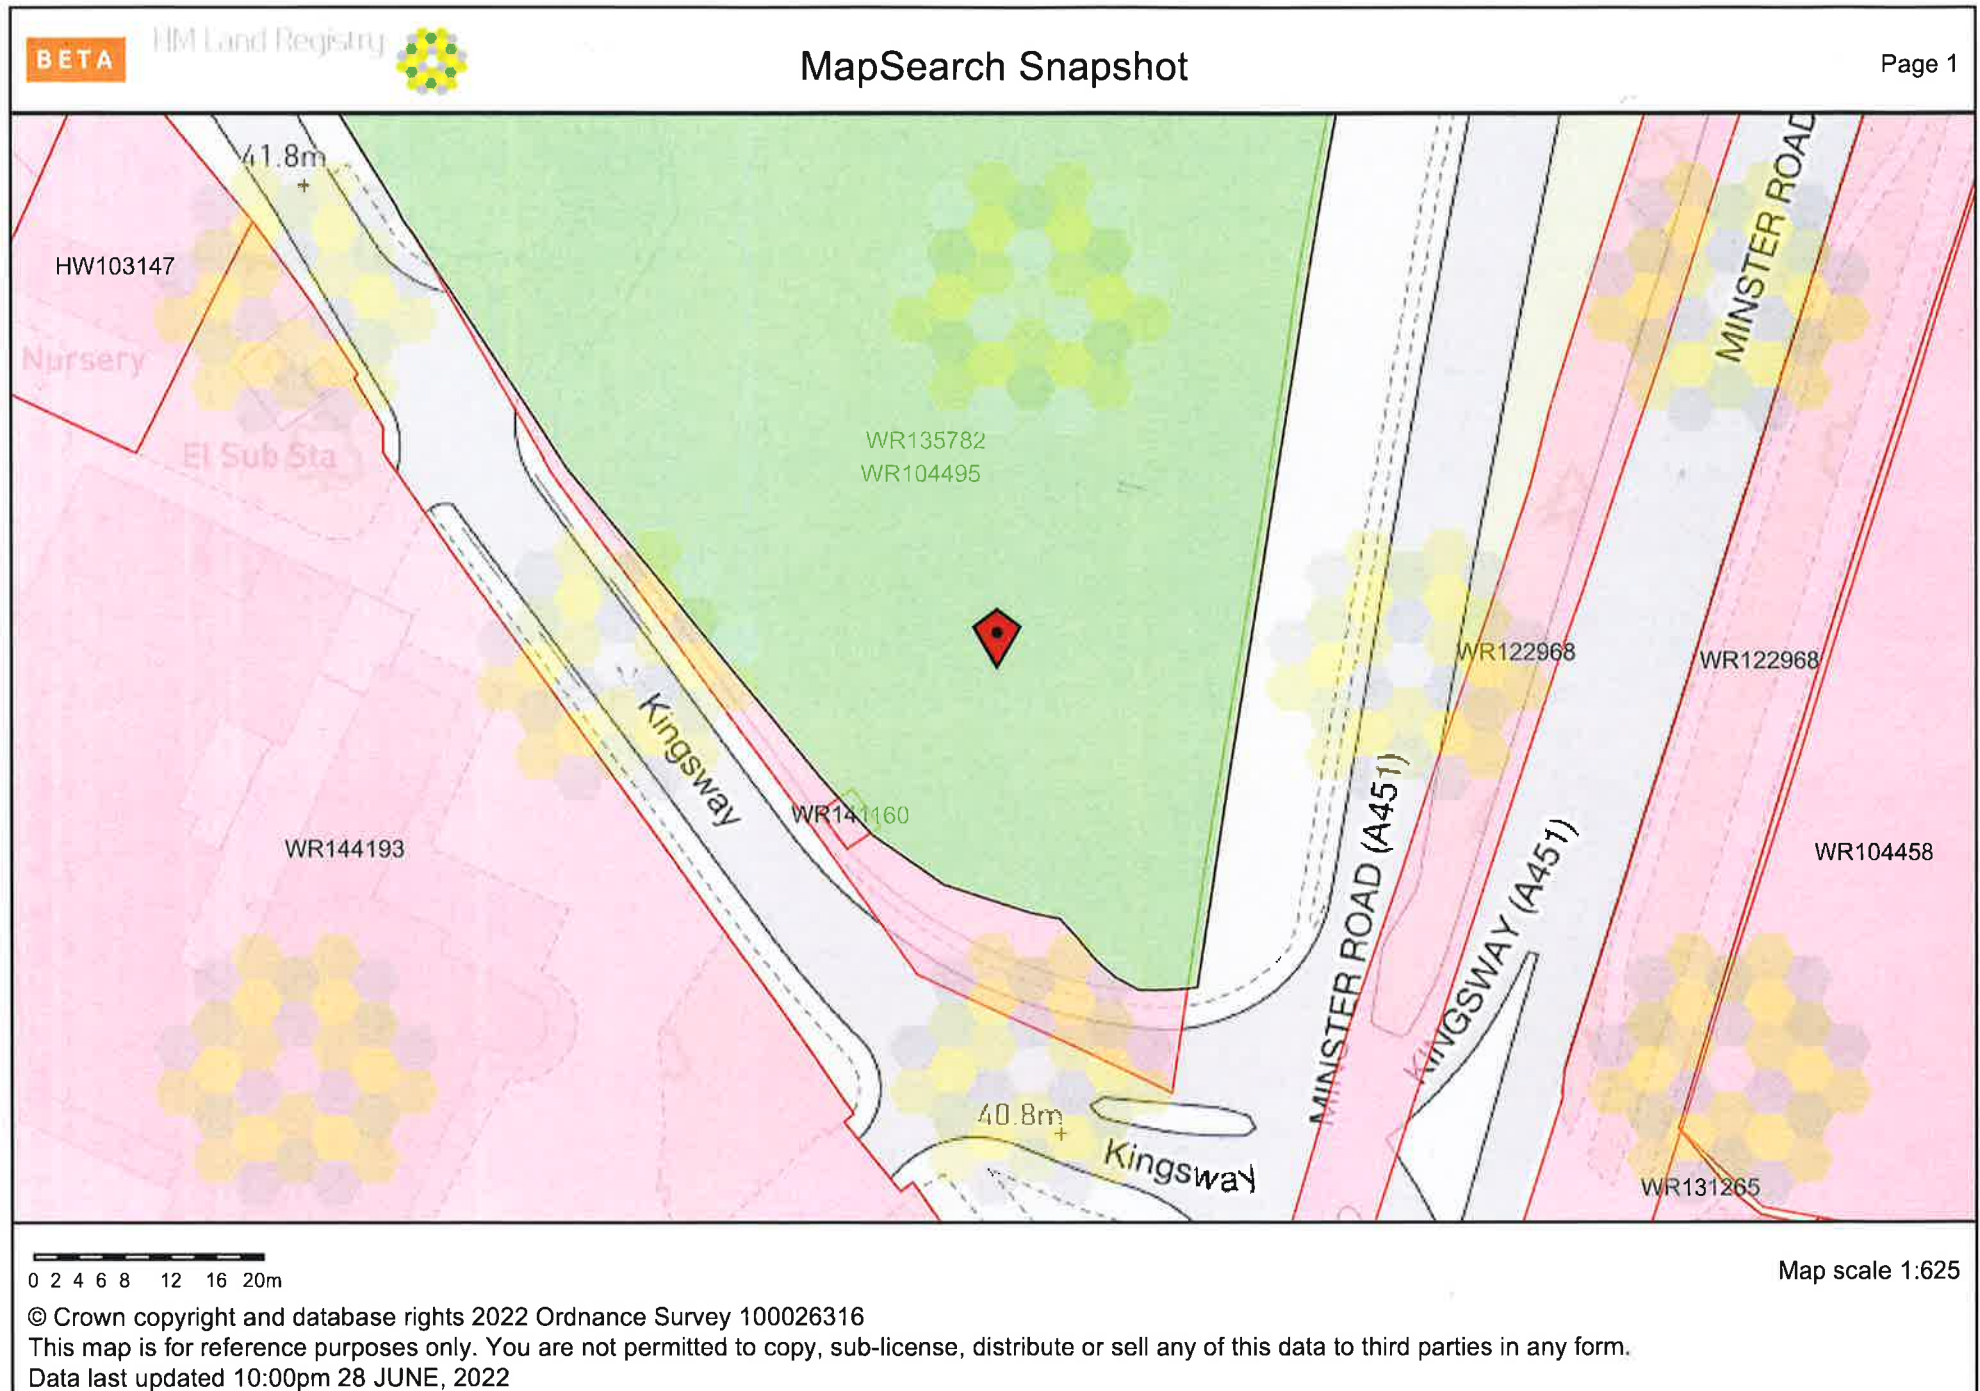 BETA
HM Land Registry
MapSearch Snapshot
Page 1
41.8m
MINSTER ROAD
HW103147
Nursery
El Sub Sta
WR135782
WR104495
WR122968
WR122968
Kingsway
WR141160
WR144193
MINSTER ROAD (A451)
KINGSWAY (A451)
WR104458
40.8m
Kingsway
WR131265
0 2 4 6 8 12 16 20m
Map scale 1:625
© Crown copyright and database rights 2022 Ordnance Survey 100026316
This map is for reference purposes only. You are not permitted to copy, sub-license, distribute or sell any of this data to third parties in any form.
Data last updated 10:00pm 28 JUNE, 2022